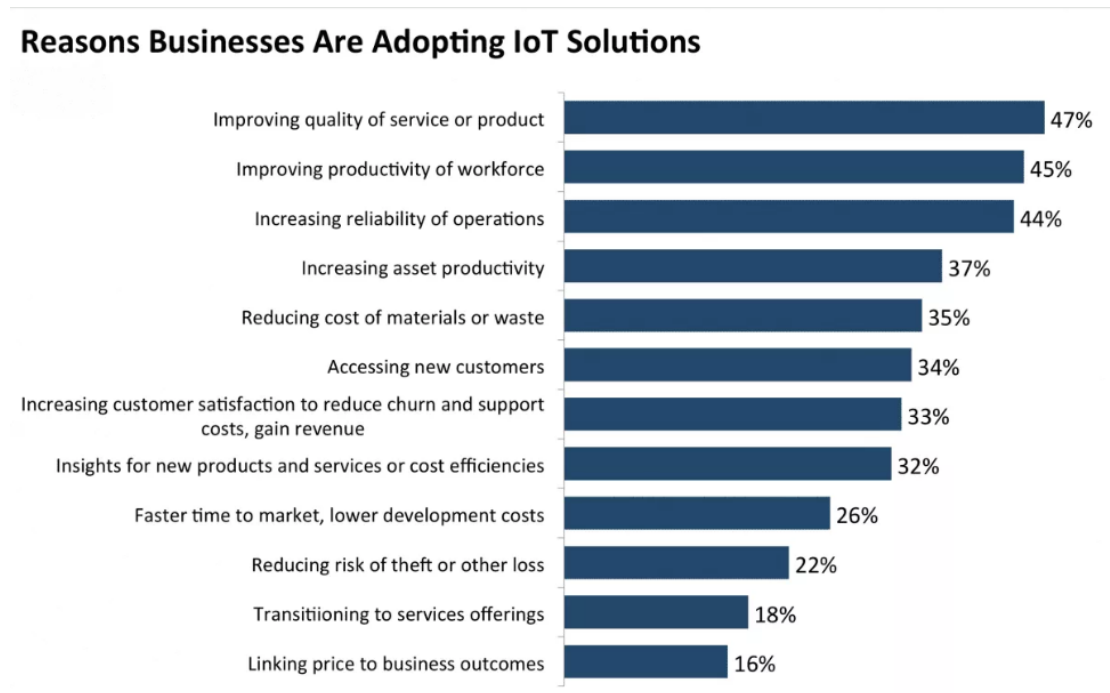 Reasons Businesses Are Adopting IoT Solutions
Improving quality of service or product 47%
Improving productivity of workforce 45%
Increasing reliability of operations 44%
Increasing asset productivity 37%
Reducing cost of materials or waste 35%
Accessing new customers 34%
Increasing customer satisfaction to reduce churn and support
costs, gain revenue 33%
Insights for new products and services or cost efficiencies 32%
Faster time to market, lower development costs 26%
Reducing risk of theft or other loss 22%
Transitiioning to services offerings 18%
Linking price to business outcomes 16%